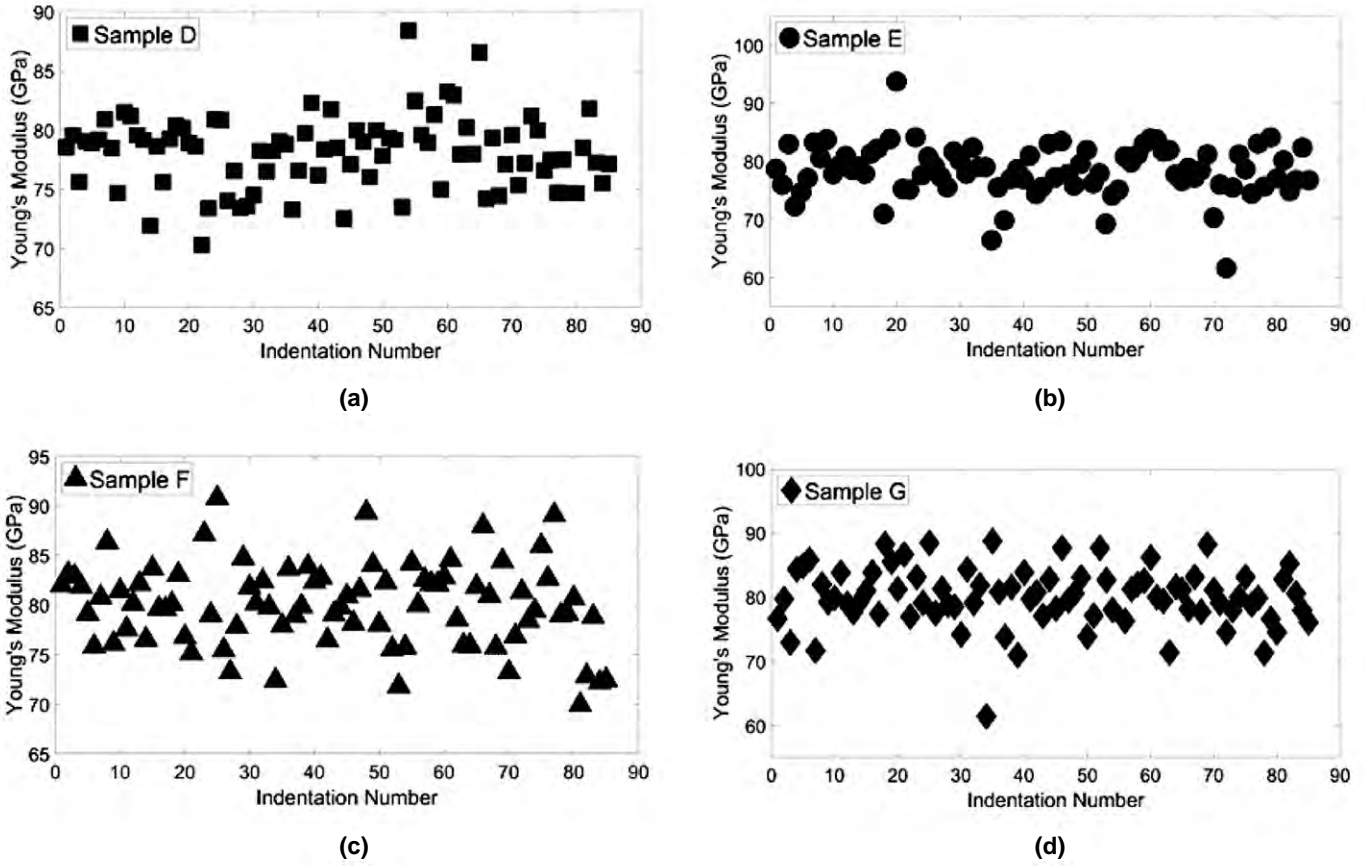 90
85
80
75
70
65
Young's Modulus (GPa)
Sample D
0 10 20 30 40 50 60 70 80 90
Indentation Number
(a)
100
90
80
70
60
Young's Modulus (GPa)
Sample E
0 10 20 30 40 50 60 70 80 90
Indentation Number
(b)
95
90
85
80
75
70
65
Young's Modulus (GPa)
Sample F
0 10 20 30 40 50 60 70 80 90
Indentation Number
(c)
100
90
80
70
60
Young's Modulus (GPa)
Sample G
0 10 20 30 40 50 60 70 80 90
Indentation Number
(d)